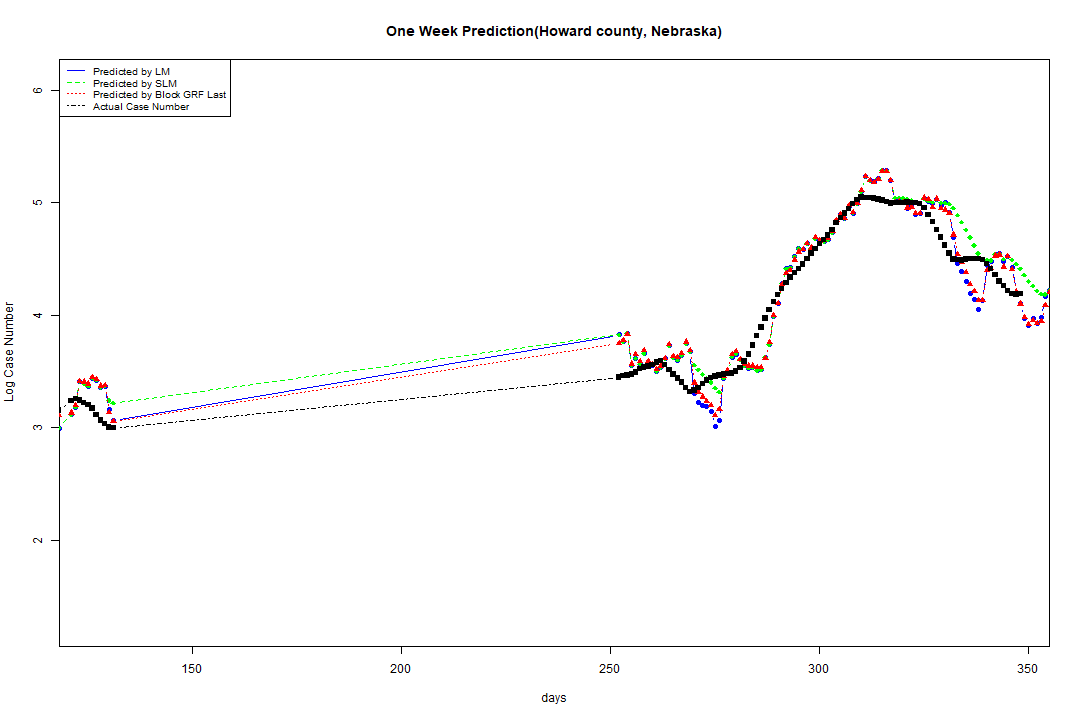 One Week Prediction(Howard county, Nebraska)
Predicted by LM
Predicted by SLM
Predicted by Block GRF Last
Actual Case Number
6
5
4
3
2
Log Case Number
150
200
250
300
350
days